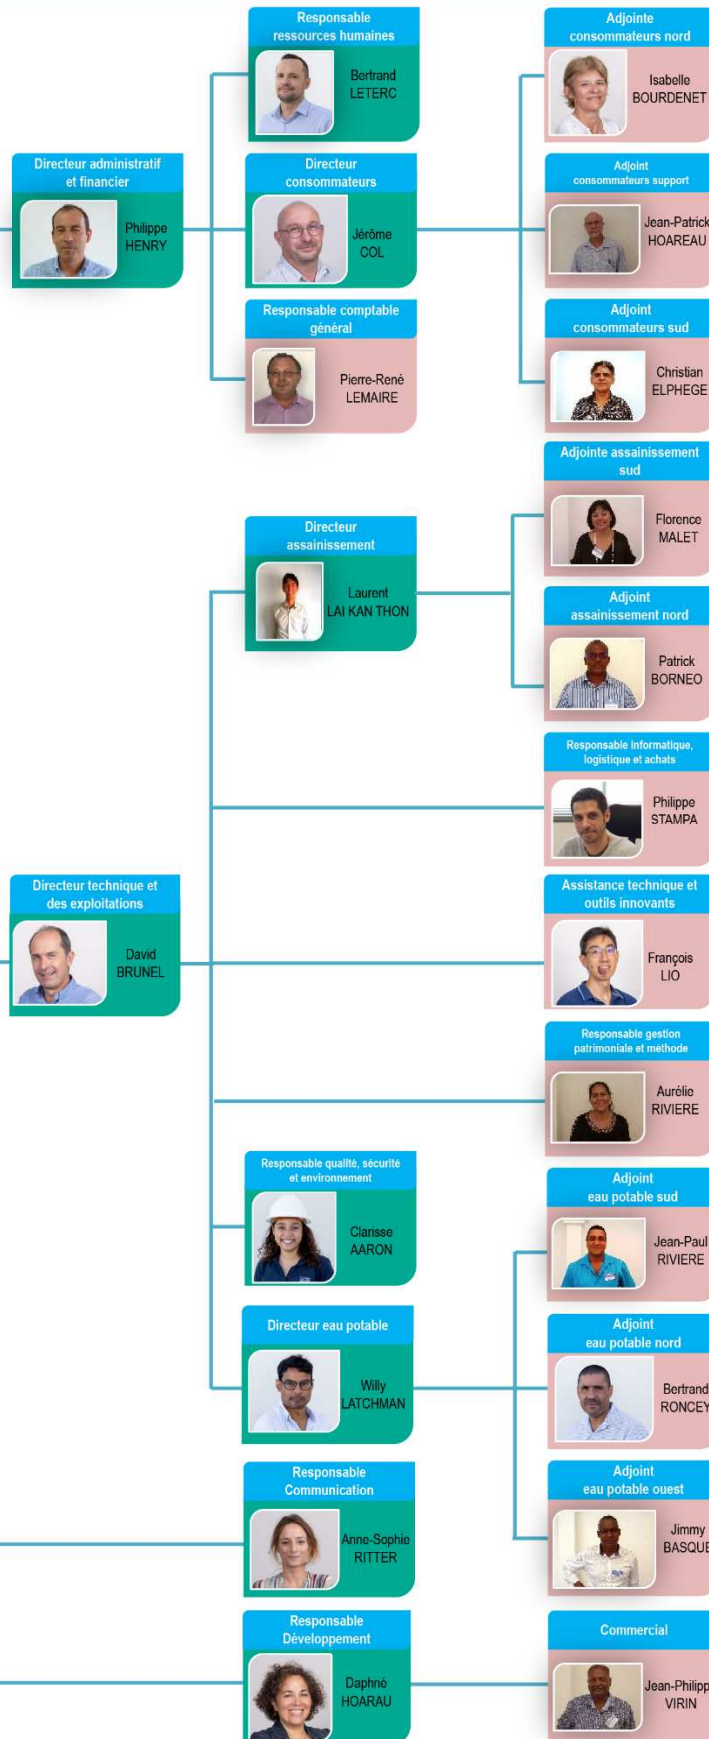 Responsable
ressources humaines
Bertrand
LETERC
Adjointe
consommateurs nord
Isabelle
BOURDENET
Directeur administratif
et financier
Philippe
HENRY
Directeur
consommateurs
Jérôme
COL
Adjoint
consommateurs support
Jean-Patrick
HOAREAU
Responsable comptable
général
Pierre-René
LEMAIRE
Adjoint
consommateurs sud
Christian
ELPHEGE
Adjointe assainissement
sud
Florence
MALET
Directeur
assainissement
Laurent
LAI KAN THON
Adjoint
assainissement nord
Patrick
BORNEO
Responsable informatique,
logistique et achats
Philippe
STAMPA
Directeur technique et
des exploitations
David
BRUNEL
Assistance technique et
outils innovants
François
LIO
Responsable gestion
patrimoniale et méthode
Aurélie
RIVIERE
Responsable qualité, sécurité
et environnement
Clarisse
AARON
Adjoint
eau potable sud
Jean-Paul
RIVIERE
Directeur eau potable
Willy
LATCHMAN
Adjoint
eau potable nord
Bertrand
RONCEY
Responsable
Communication
Anne-Sophie
RITTER
Adjoint
eau potable ouest
Jimmy
BASQUE
Responsable
Développement
Daphné
HOARAU
Commercial
Jean-Philipp
VIRIN